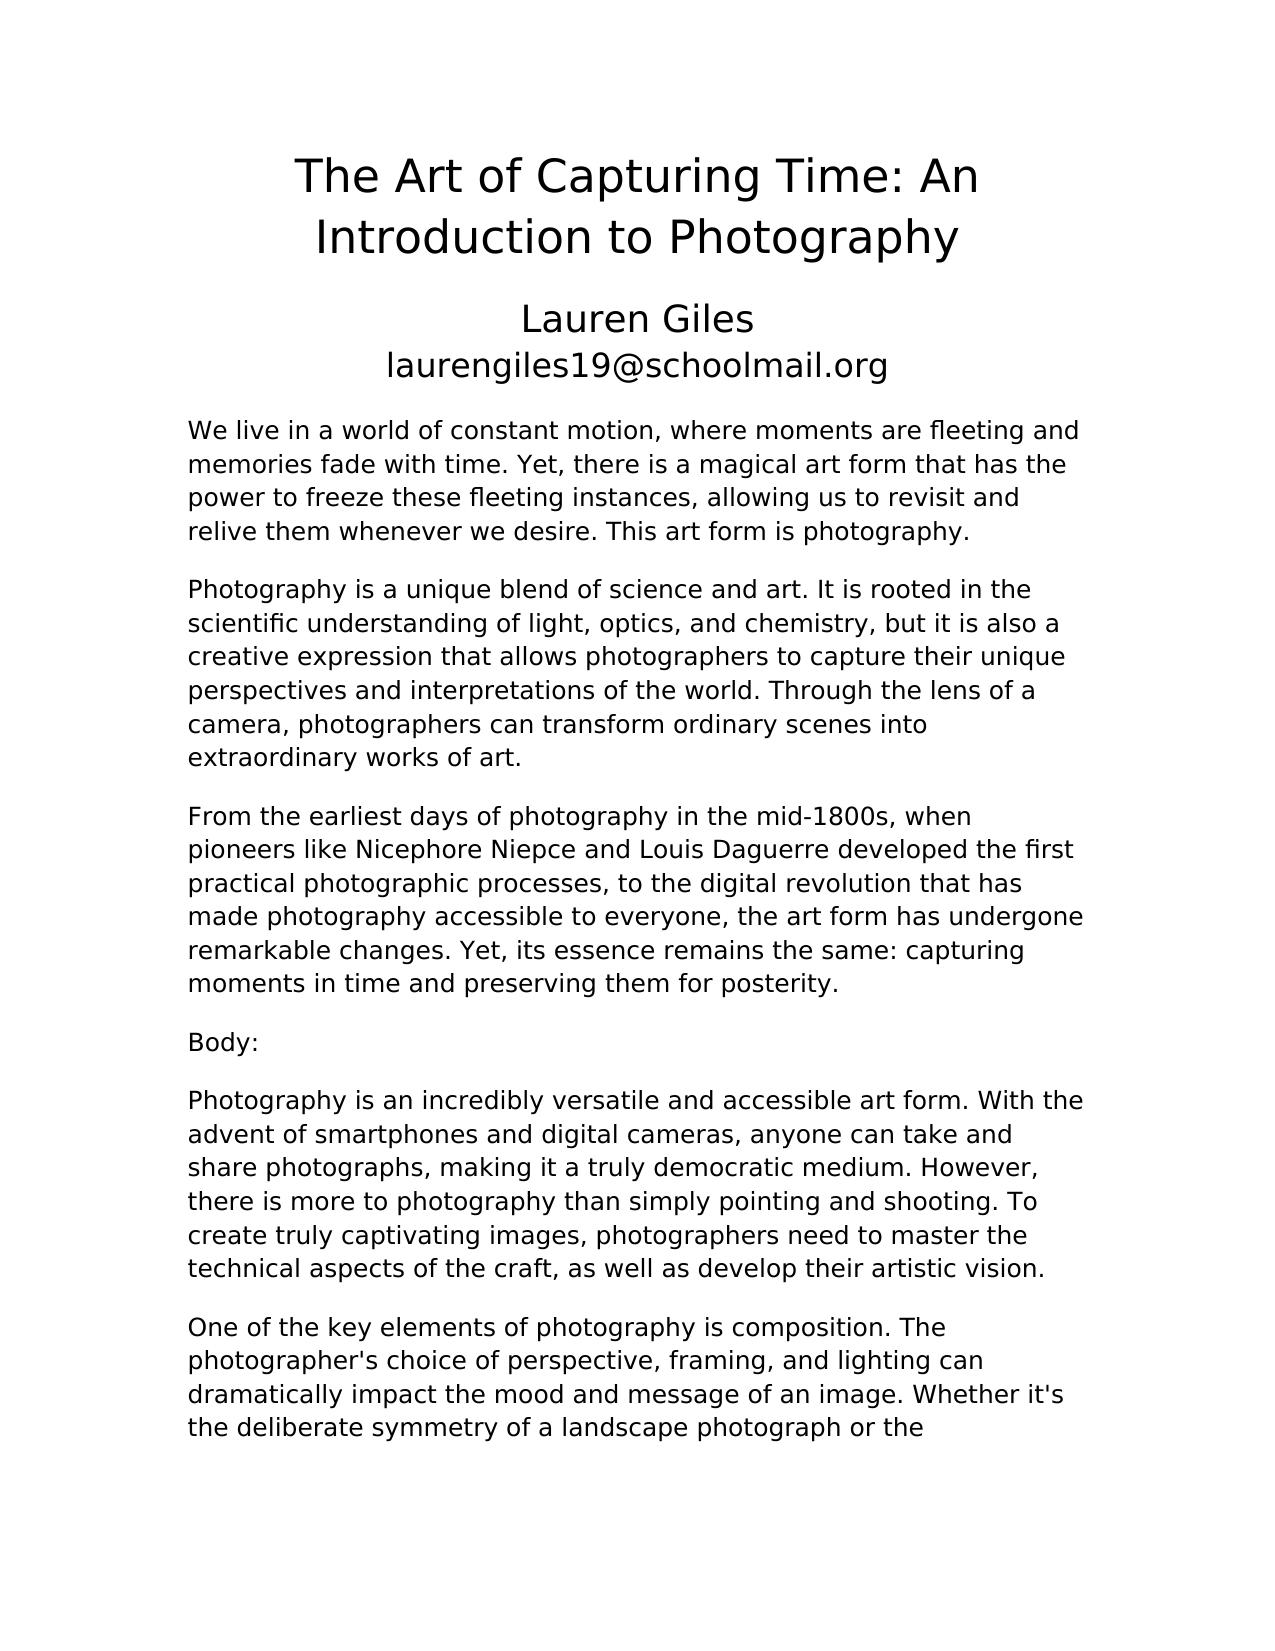 The Art of Capturing Time: An
Introduction to Photography
Lauren Giles
laurengiles19@schoolmail.org
We live in a world of constant motion, where moments are fleeting and
memories fade with time. Yet, there is a magical art form that has the
power to freeze these fleeting instances, allowing us to revisit and
relive them whenever we desire. This art form is photography.
Photography is a unique blend of science and art. It is rooted in the
scientific understanding of light, optics, and chemistry, but it is also a
creative expression that allows photographers to capture their unique
perspectives and interpretations of the world. Through the lens of a
camera, photographers can transform ordinary scenes into
extraordinary works of art.
From the earliest days of photography in the mid-1800s, when
pioneers like Nicephore Niepce and Louis Daguerre developed the first
practical photographic processes, to the digital revolution that has
made photography accessible to everyone, the art form has undergone
remarkable changes. Yet, its essence remains the same: capturing
moments in time and preserving them for posterity.
Body:
Photography is an incredibly versatile and accessible art form. With the
advent of smartphones and digital cameras, anyone can take and
share photographs, making it a truly democratic medium. However,
there is more to photography than simply pointing and shooting. To
create truly captivating images, photographers need to master the
technical aspects of the craft, as well as develop their artistic vision.
One of the key elements of photography is composition. The
photographer's choice of perspective, framing, and lighting can
dramatically impact the mood and message of an image. Whether it's
the deliberate symmetry of a landscape photograph or the